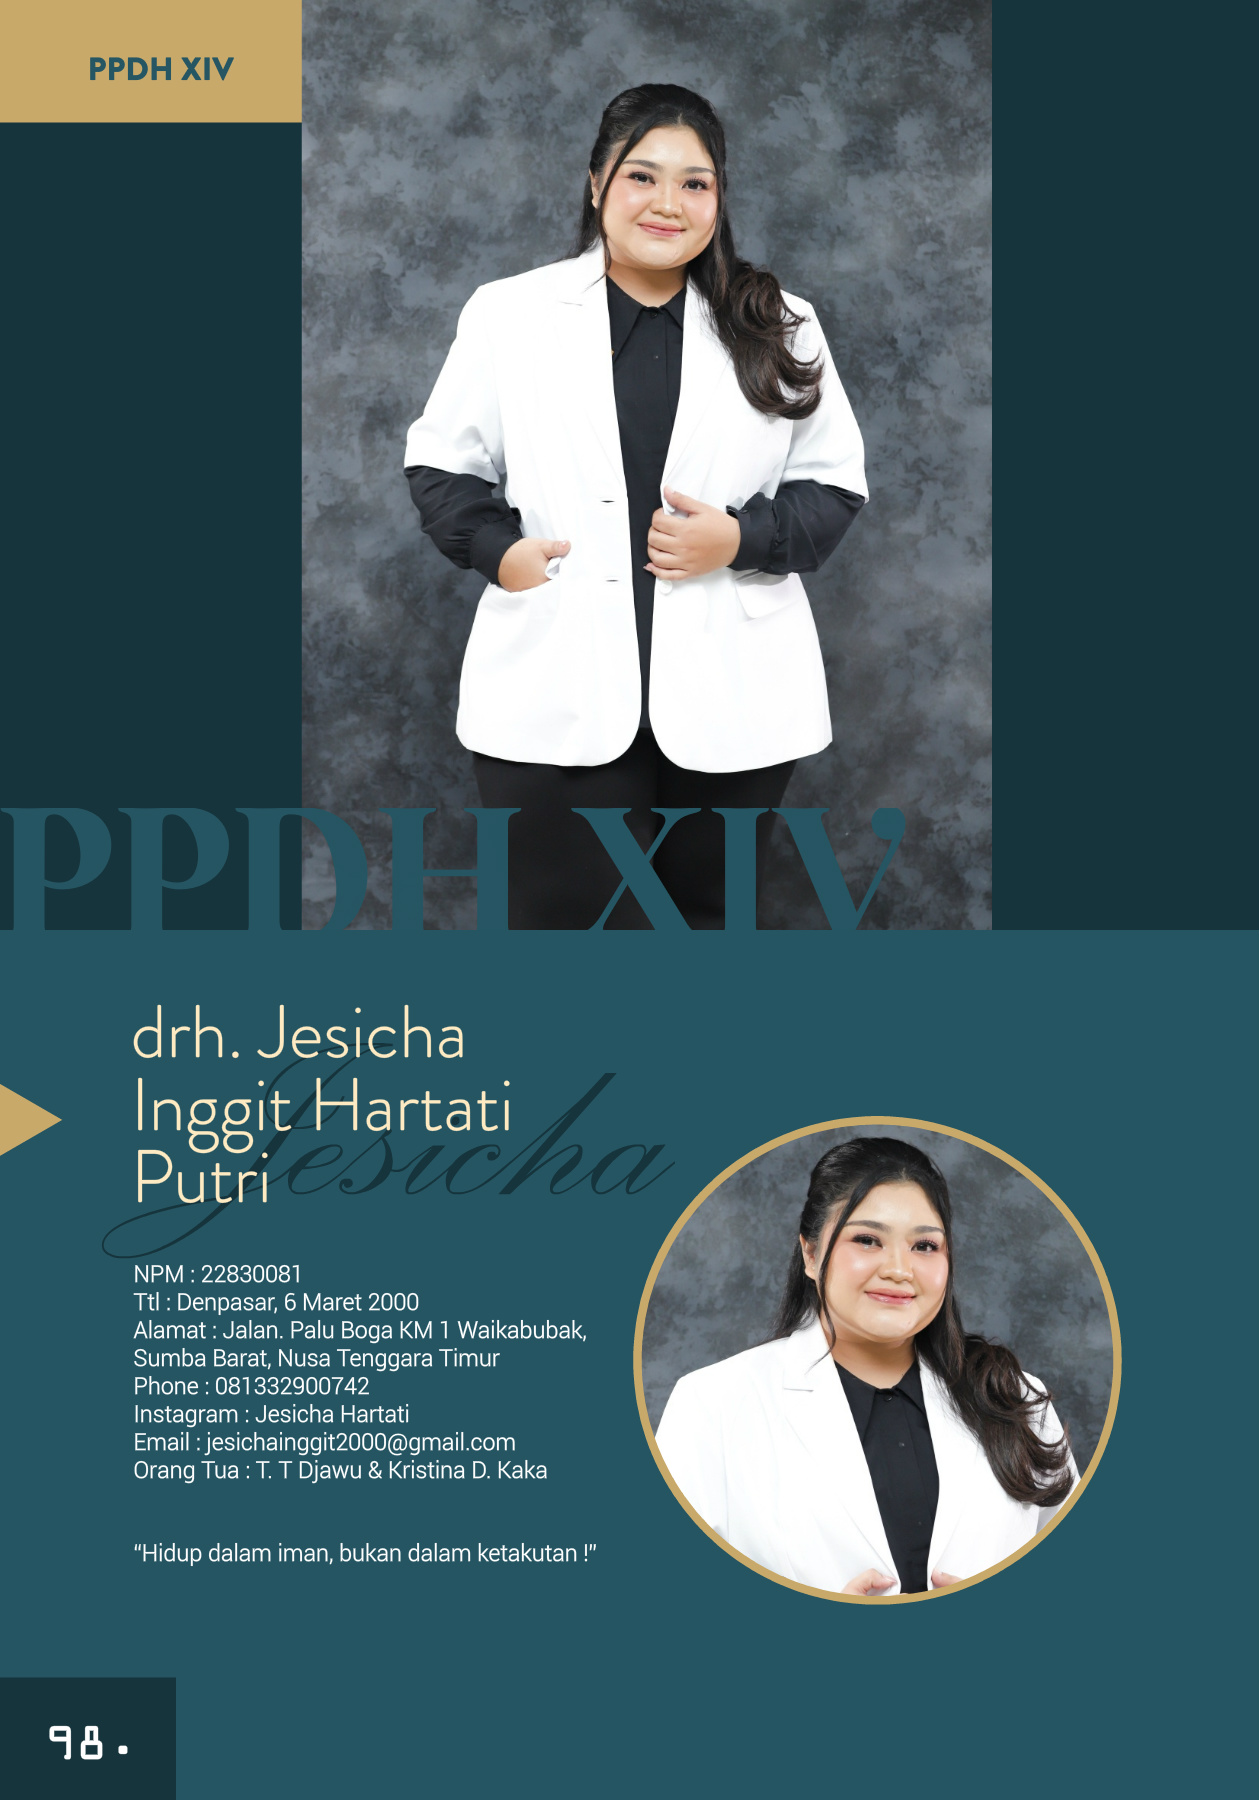 PPDH XIV
PPDH XIV
drh. Jesicha
Inggit Hartati
Putri
Jesicha
NPM : 22830081
Ttl : Denpasar, 6 Maret 2000
Alamat : Jalan. Palu Boga KM 1 Waikabubak,
Sumba Barat, Nusa Tenggara Timur
Phone : 081332900742
Instagram : Jesicha Hartati
Email : jesichainggit2000@gmail.com
Orang Tua : T. T Djawu & Kristina D. Kaka
“Hidup dalam iman, bukan dalam ketakutan !”
98.